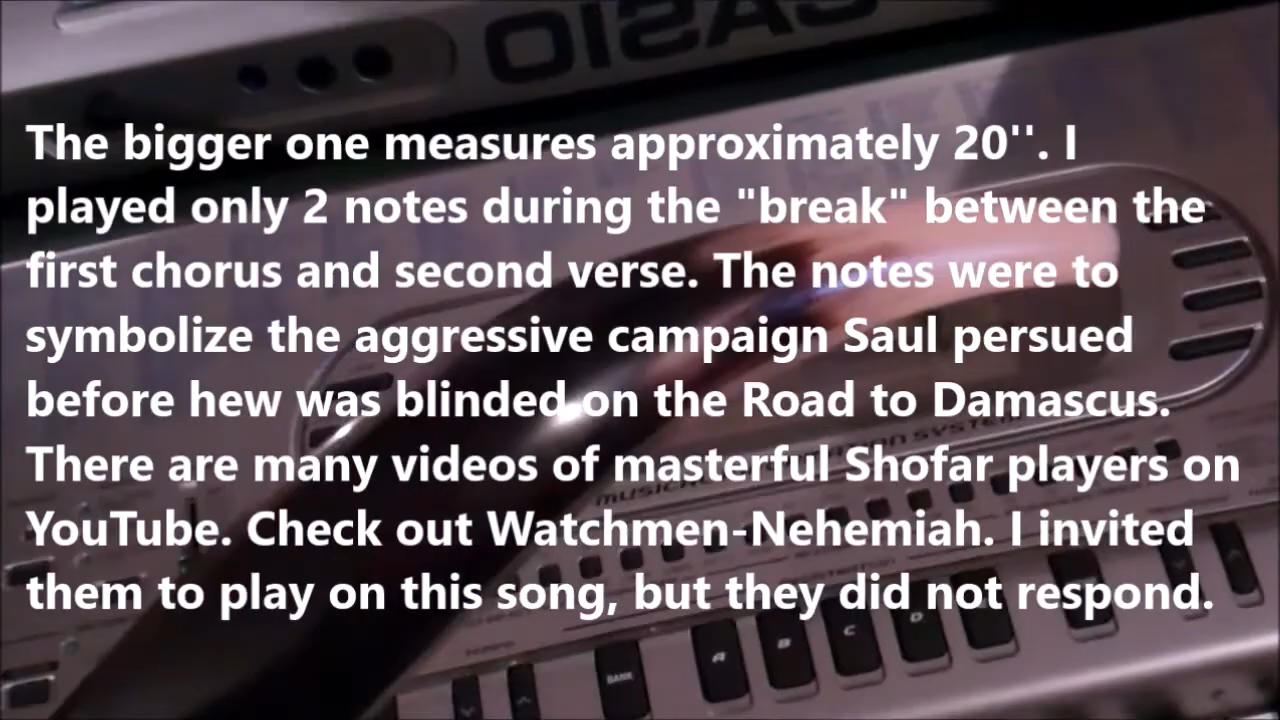 CASIO
The bigger one measures approximately 20''. I
played only 2 notes during the "break" between the
first chorus and second verse. The notes were to
symbolize the aggressive campaign Saul persued
before hew was blinded on the Road to Damascus.
There are many videos of masterful Shofar players on
YouTube. Check out Watchmen-Nehemiah. I invited
them to play on this song, but they did not respond.
BANK
A
B
C
D